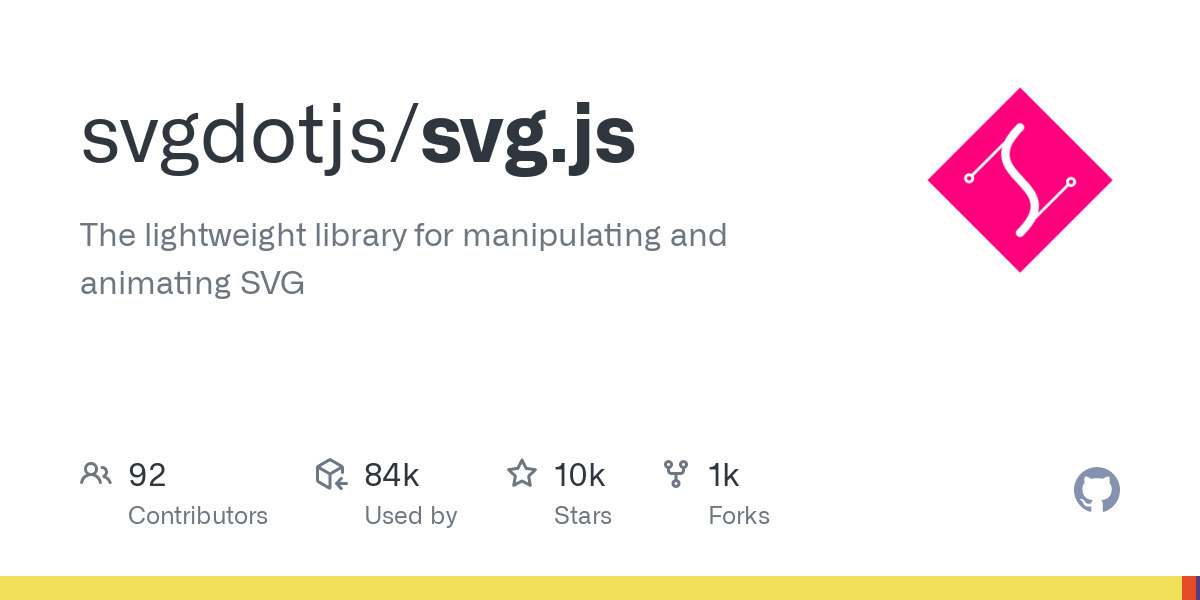 svgdotjs/svg.js
The lightweight library for manipulating and
animating SVG
92 84k 10k 1k
Contributors Used by Stars Forks